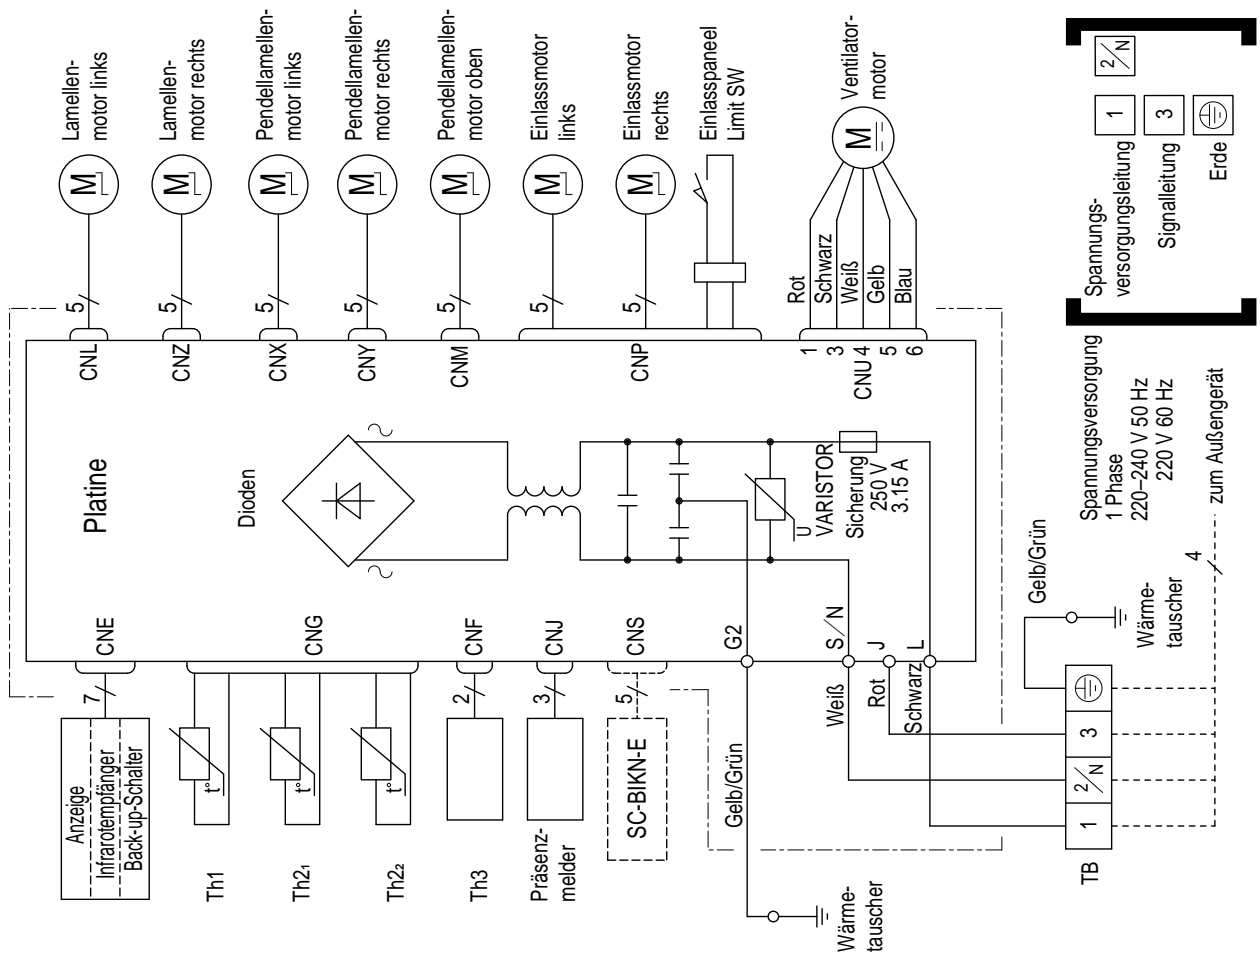 Lamellen-
motor links
Lamellen-
motor rechts
Pendellamellen-
motor links
Pendellamellen-
motor rechts
Pendellamellen-
motor oben
Einlassmotor
links
Einlassmotor
rechts
Einlasspaneel
Limit SW
Ventilator-
motor
M
M
M
M
M
M
M
M
5
5
5
5
5
5
5
Rot
Schwarz
Weiß
Gelb
Blau
CNL
CNZ
CNX
CNY
CNM
CNP
1
3
4
5
6
CNU
Platine
Dioden
U
VARISTOR
Sicherung
250 V
3.15 A
CNE
CNG
CNF
CNJ
CNS
G2
S/N
J
L
7
2
3
5
Weiß
Rot
Schwarz
Gelb/Grün
Anzeige
Infrarotempfänger
Back-up-Schalter
t°
t°
t°
Th1
Th2₁
Th2₂
Th3
Präsenz-
melder
SC-BIKN-E
Wärme-
tauscher
TB
1
2/N
3
Gelb/Grün
Wärme-
tauscher
4
zum Außengerät
Spannungsversorgung
1 Phase
220–240 V 50 Hz
220 V 60 Hz
Spannungs-
versorgungsleitung
1
2/N
Signalleitung
3
Erde